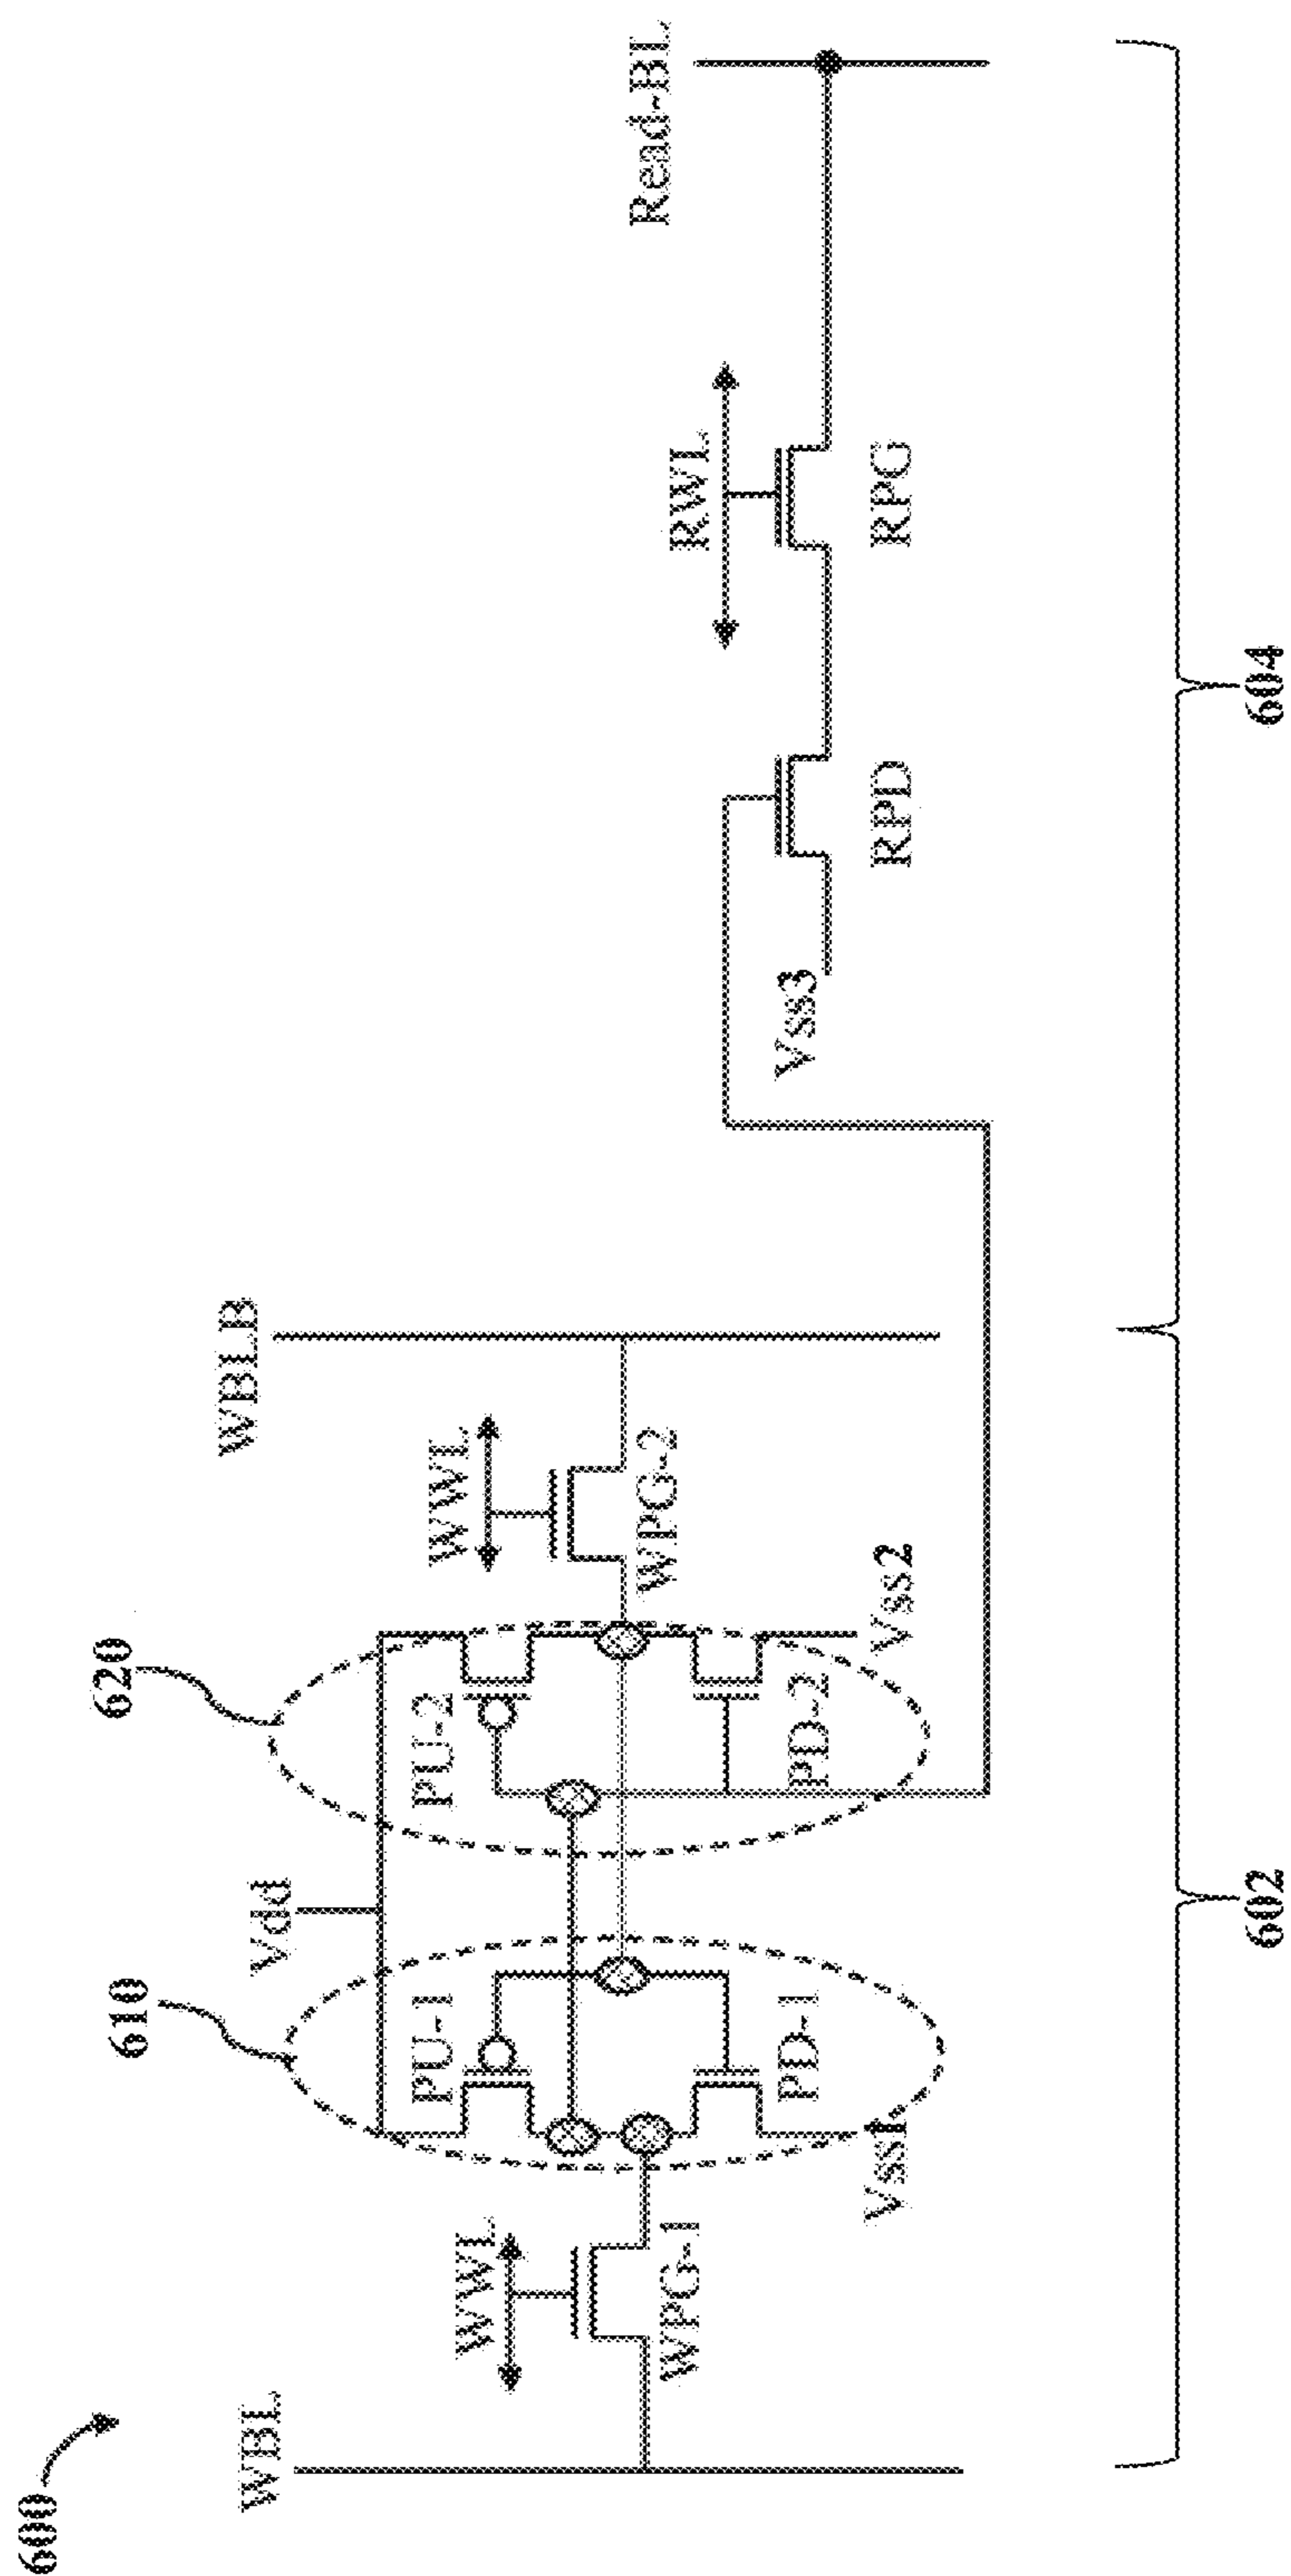 600
610
620
WBL
Vdd
WBLB
WWL
PU-1
PU-2
WWL
WPG-1
WPG-2
PD-1
PD-2
Vss1
Vss2
Read-BL
RWL
Vss3
RPD
RPG
602
604